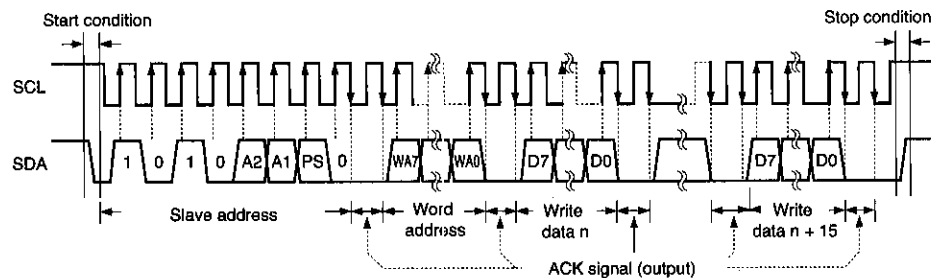 Start condition
Stop condition
SCL
SDA
1 0 1 0 A2 A1 PS 0 WA7 WA0 D7 D0 D7 D0
Slave address
Word address
Write data n
Write data n + 15
ACK signal (output)